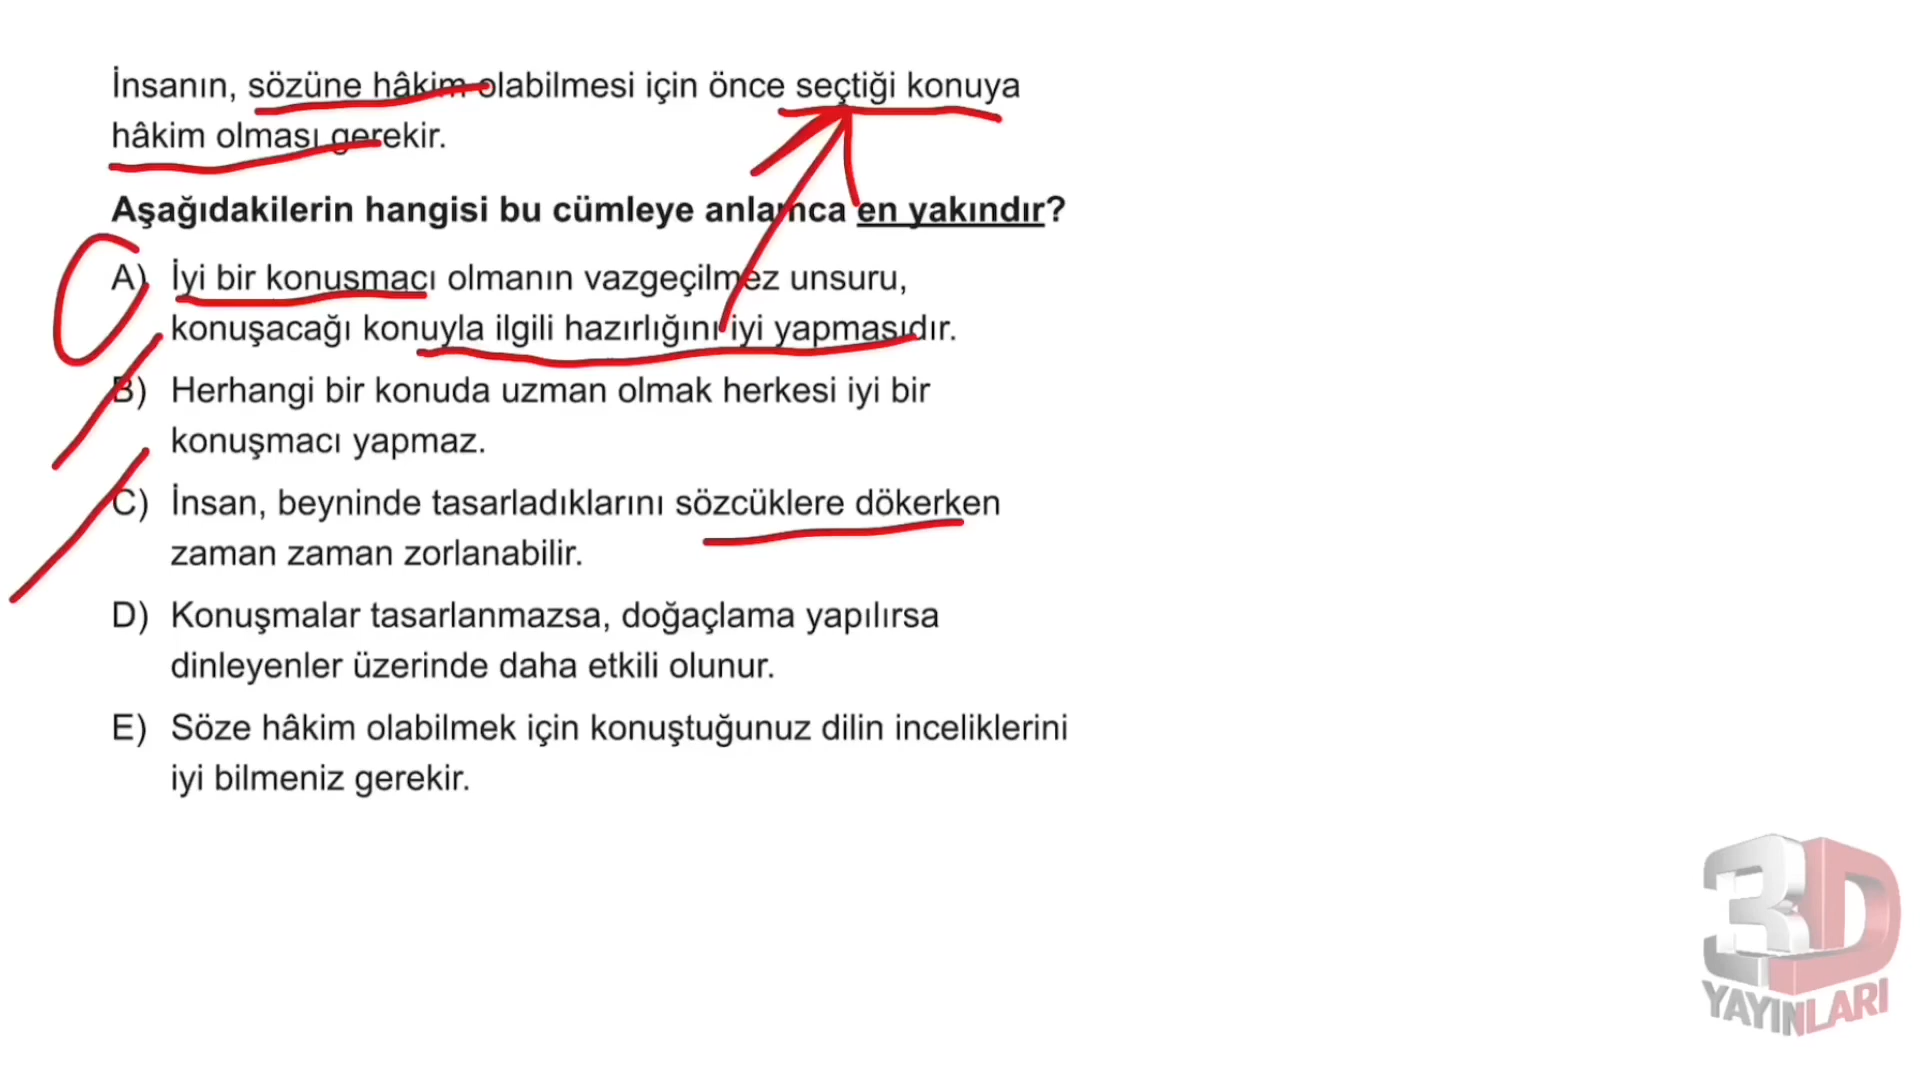 İnsanın, sözüne hâkim olabilmesi için önce seçtiği konuya
hâkim olması gerekir.
Aşağıdakilerin hangisi bu cümleye anlamca en yakındır?
A) İyi bir konuşmacı olmanın vazgeçilmez unsuru,
konuşacağı konuyla ilgili hazırlığını iyi yapmasıdır.
B) Herhangi bir konuda uzman olmak herkesi iyi bir
konuşmacı yapmaz.
C) İnsan, beyninde tasarladıklarını sözcüklere dökerken
zaman zaman zorlanabilir.
D) Konuşmalar tasarlanmazsa, doğaçlama yapılırsa
dinleyenler üzerinde daha etkili olunur.
E) Söze hâkim olabilmek için konuştuğunuz dilin inceliklerini
iyi bilmeniz gerekir.
3D
YAYINLARI